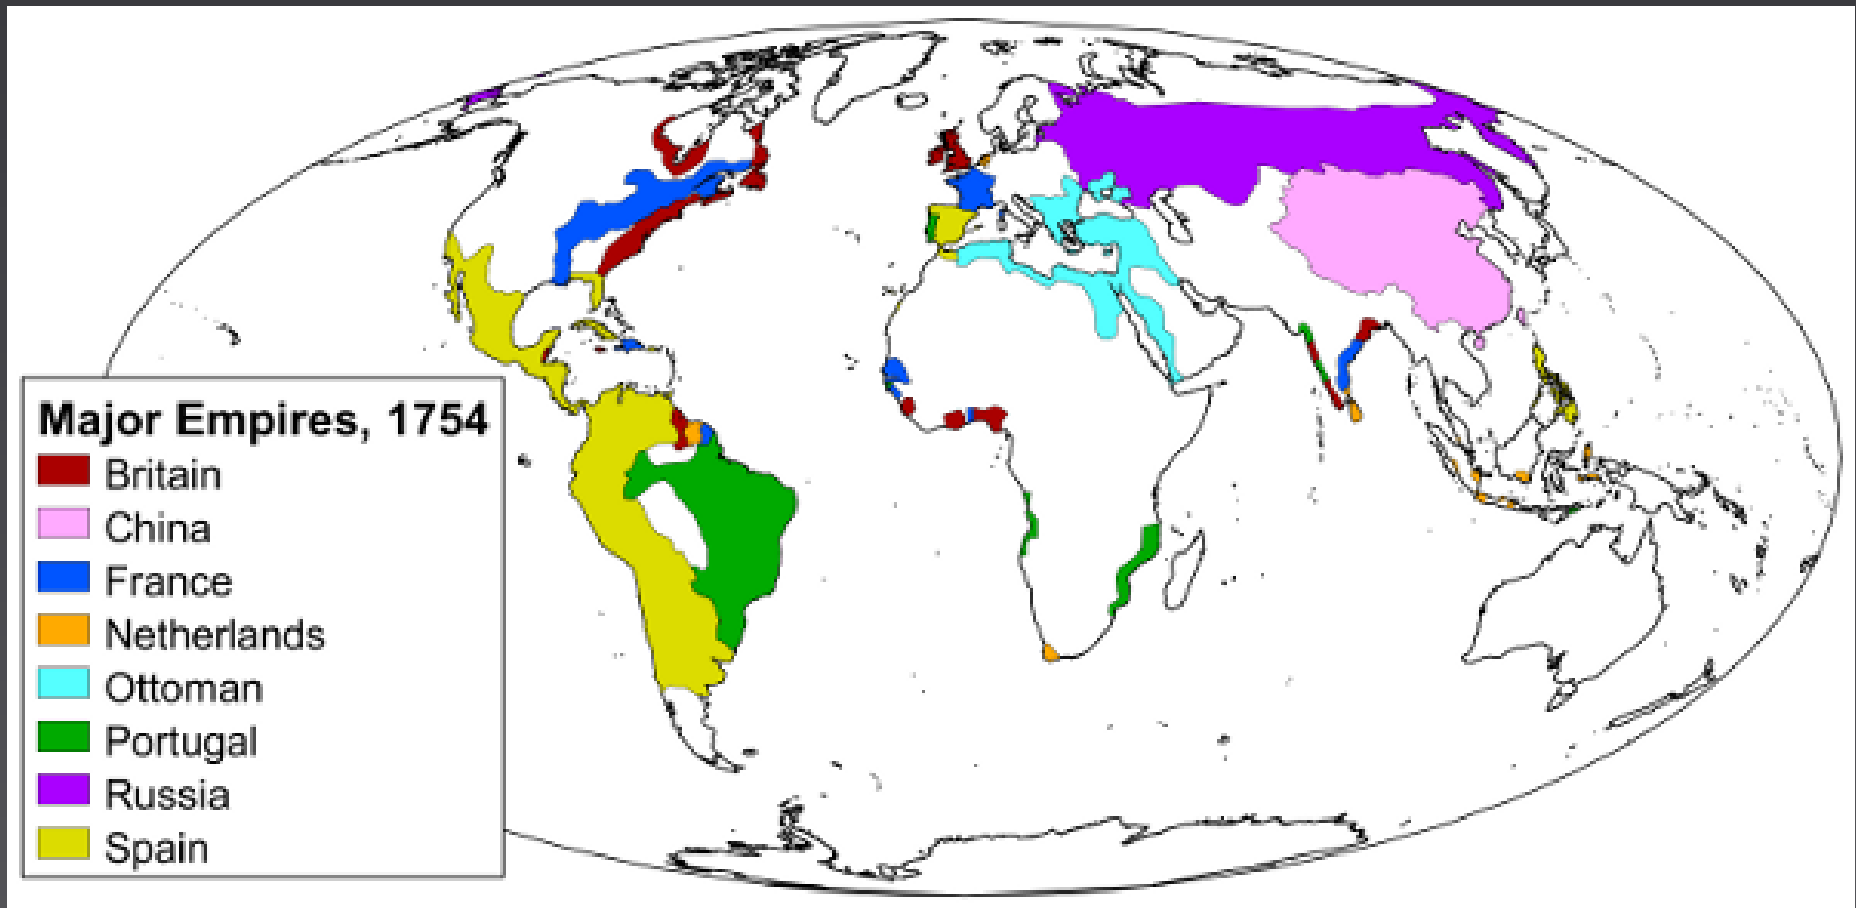 Major Empires, 1754
Britain
China
France
Netherlands
Ottoman
Portugal
Russia
Spain